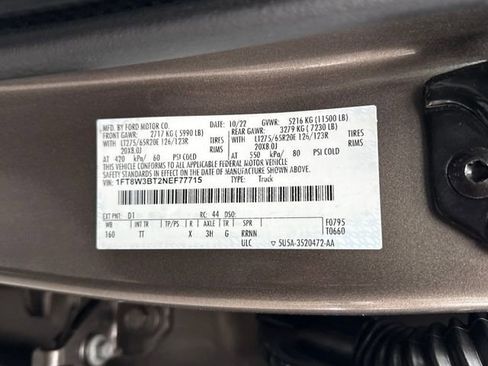 MFD. BY FORD MOTOR CO.
DATE: 10/22 GVWR: 5216 KG (11500 LB)
FRONT GAWR: 2717 KG (5990 LB) REAR GAWR: 3279 KG (7230 LB)
WITH LT275/65R20E 126/123R WITH LT275/65R20E 126/123R
20X8.0J 20X8.0J
AT 420 kPa/ 60 PSI COLD AT 550 kPa/ 80 PSI COLD
THIS VEHICLE CONFORMS TO ALL APPLICABLE FEDERAL MOTOR VEHICLE
SAFETY STANDARDS IN EFFECT ON THE DATE OF MANUFACTURE SHOWN ABOVE.
VIN: 1FT8W3BT2NEF77715 TYPE: Truck
EXT PNT: D1 RC: 44 DSO: F0795
WB INT TR TP/PS R AXLE TR SPR T0660
160 TT X 3H G RRNN
ULC ▽ 5U5A-3520472-AA